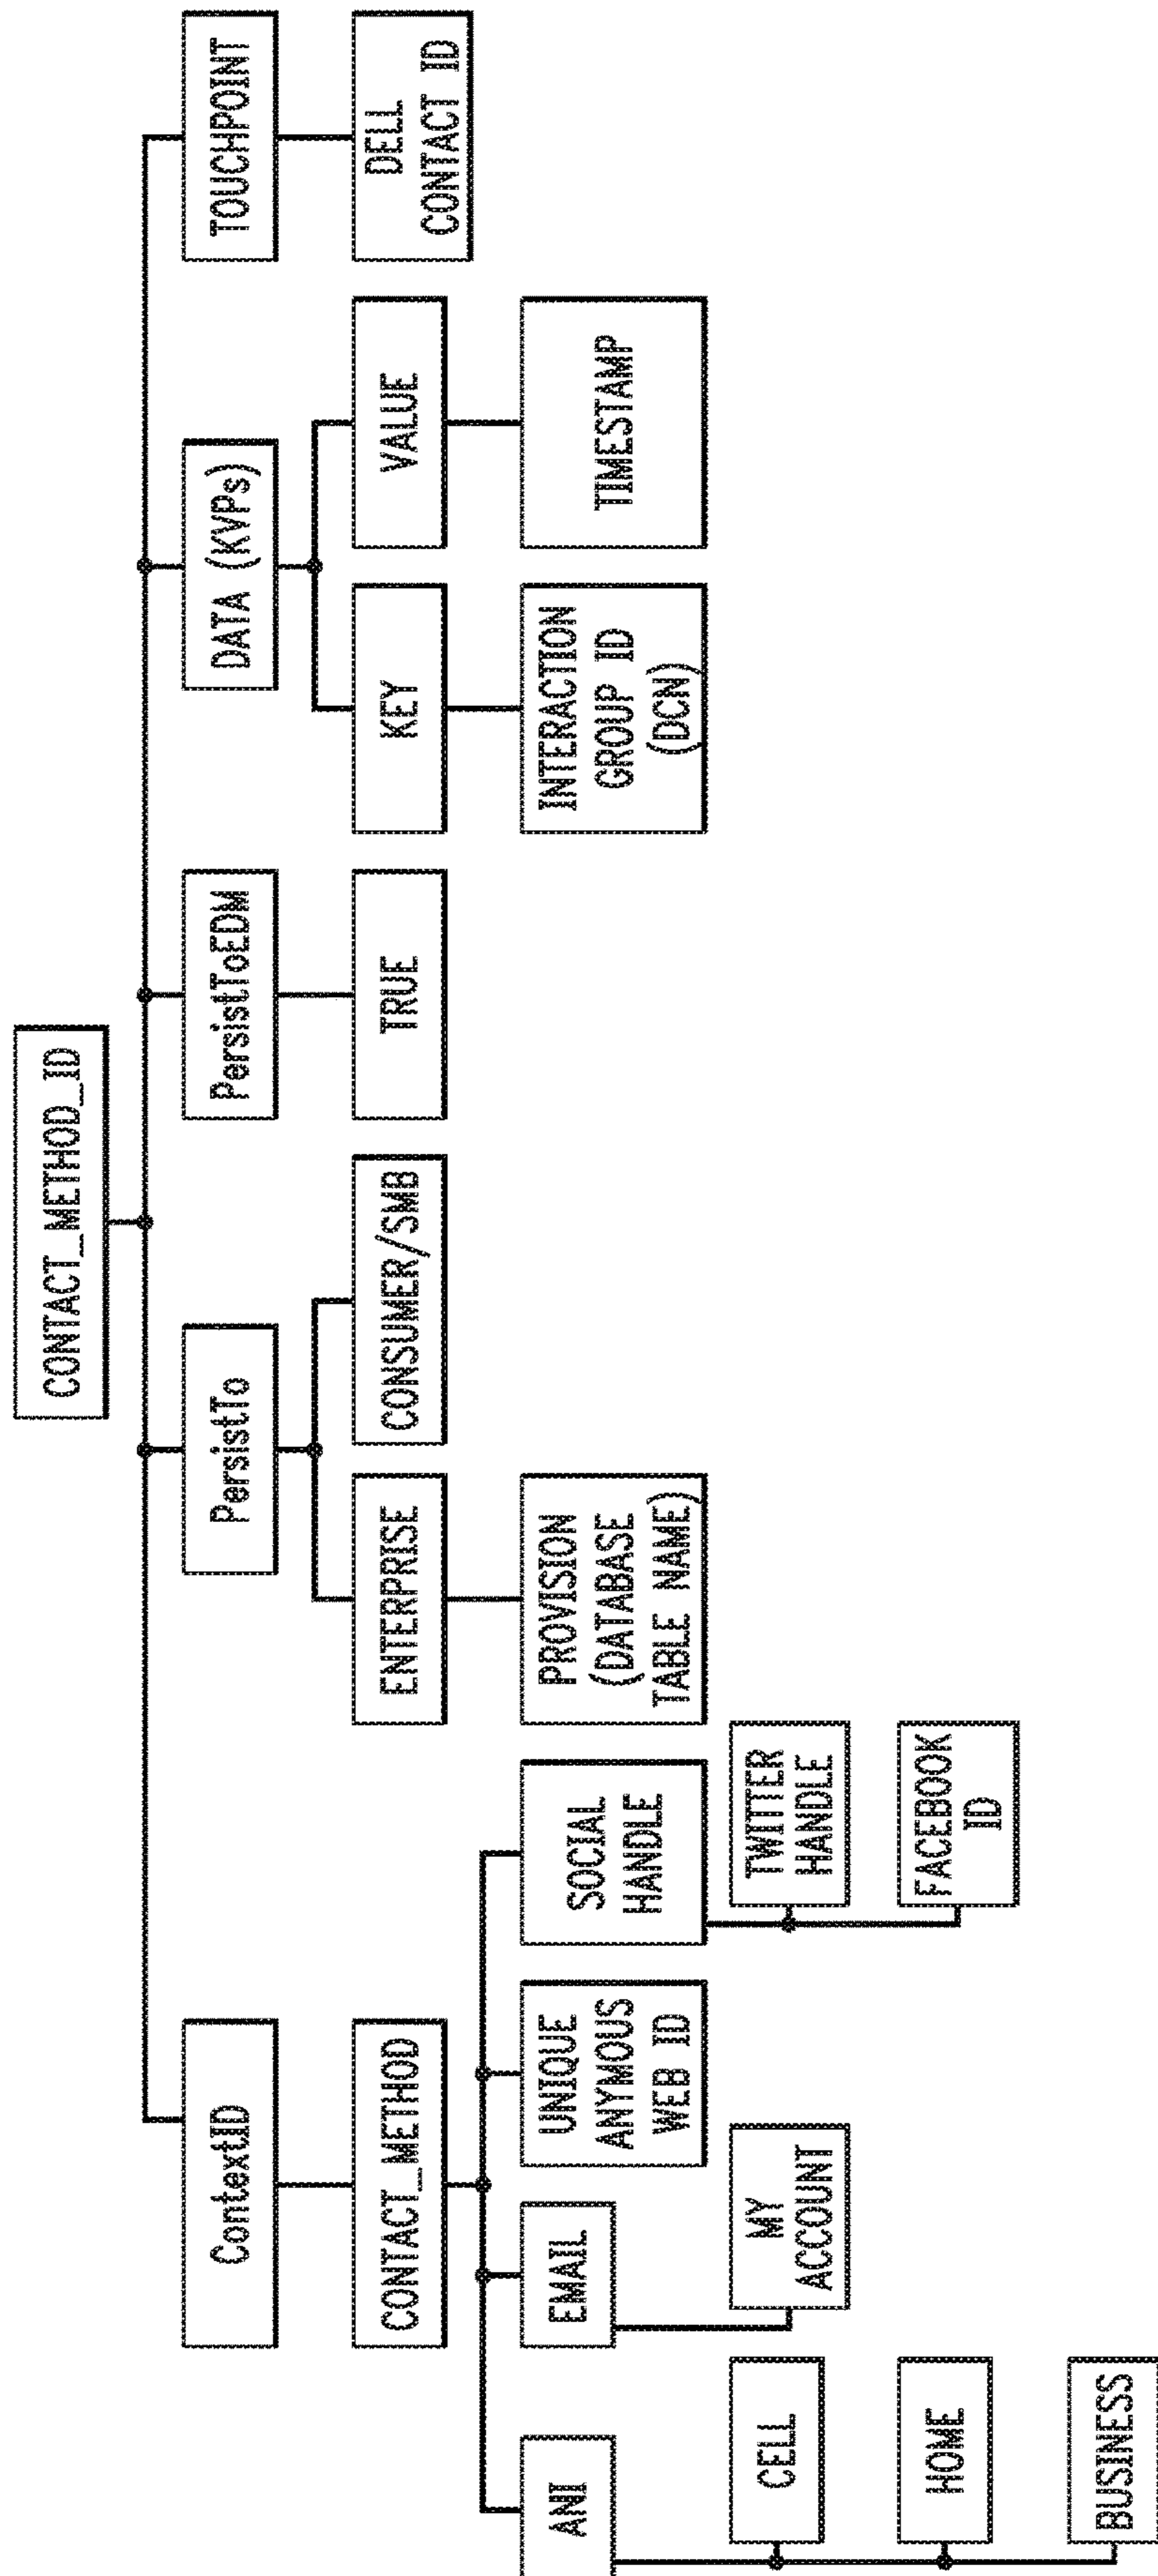 CONTACT_METHOD_ID
ContextID
PersistTo
PersistToEDM
DATA (KVPs)
TOUCHPOINT
CONTACT_METHOD
ENTERPRISE
CONSUMER/SMB
TRUE
KEY
VALUE
DELL
CONTACT ID
ANI
EMAIL
UNIQUE
ANYMOUS
WEB ID
SOCIAL
HANDLE
PROVISION
(DATABASE
TABLE NAME)
INTERACTION
GROUP ID
(DCN)
TIMESTAMP
CELL
MY
ACCOUNT
TWITTER
HANDLE
HOME
FACEBOOK
ID
BUSINESS